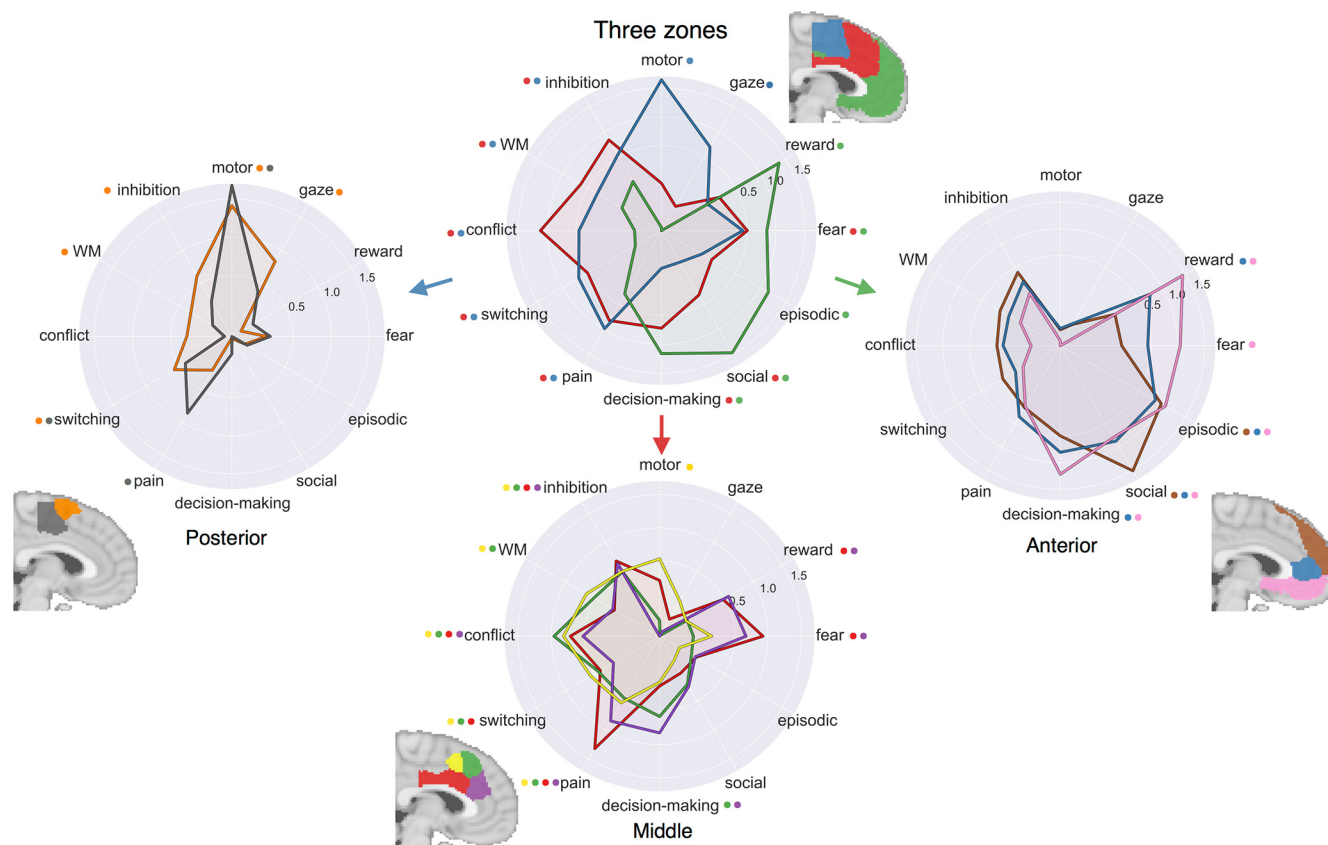 Three zones
motor
gaze
reward
fear
episodic
social
decision-making
pain
switching
conflict
WM
inhibition
0.5
1.0
1.5
motor
gaze
reward
fear
episodic
social
decision-making
pain
switching
conflict
WM
inhibition
0.5
1.0
1.5
Posterior
motor
gaze
reward
fear
episodic
social
decision-making
pain
switching
conflict
WM
inhibition
0.5
1.0
1.5
Anterior
motor
gaze
reward
fear
episodic
social
decision-making
pain
switching
conflict
WM
inhibition
0.5
1.0
1.5
Middle